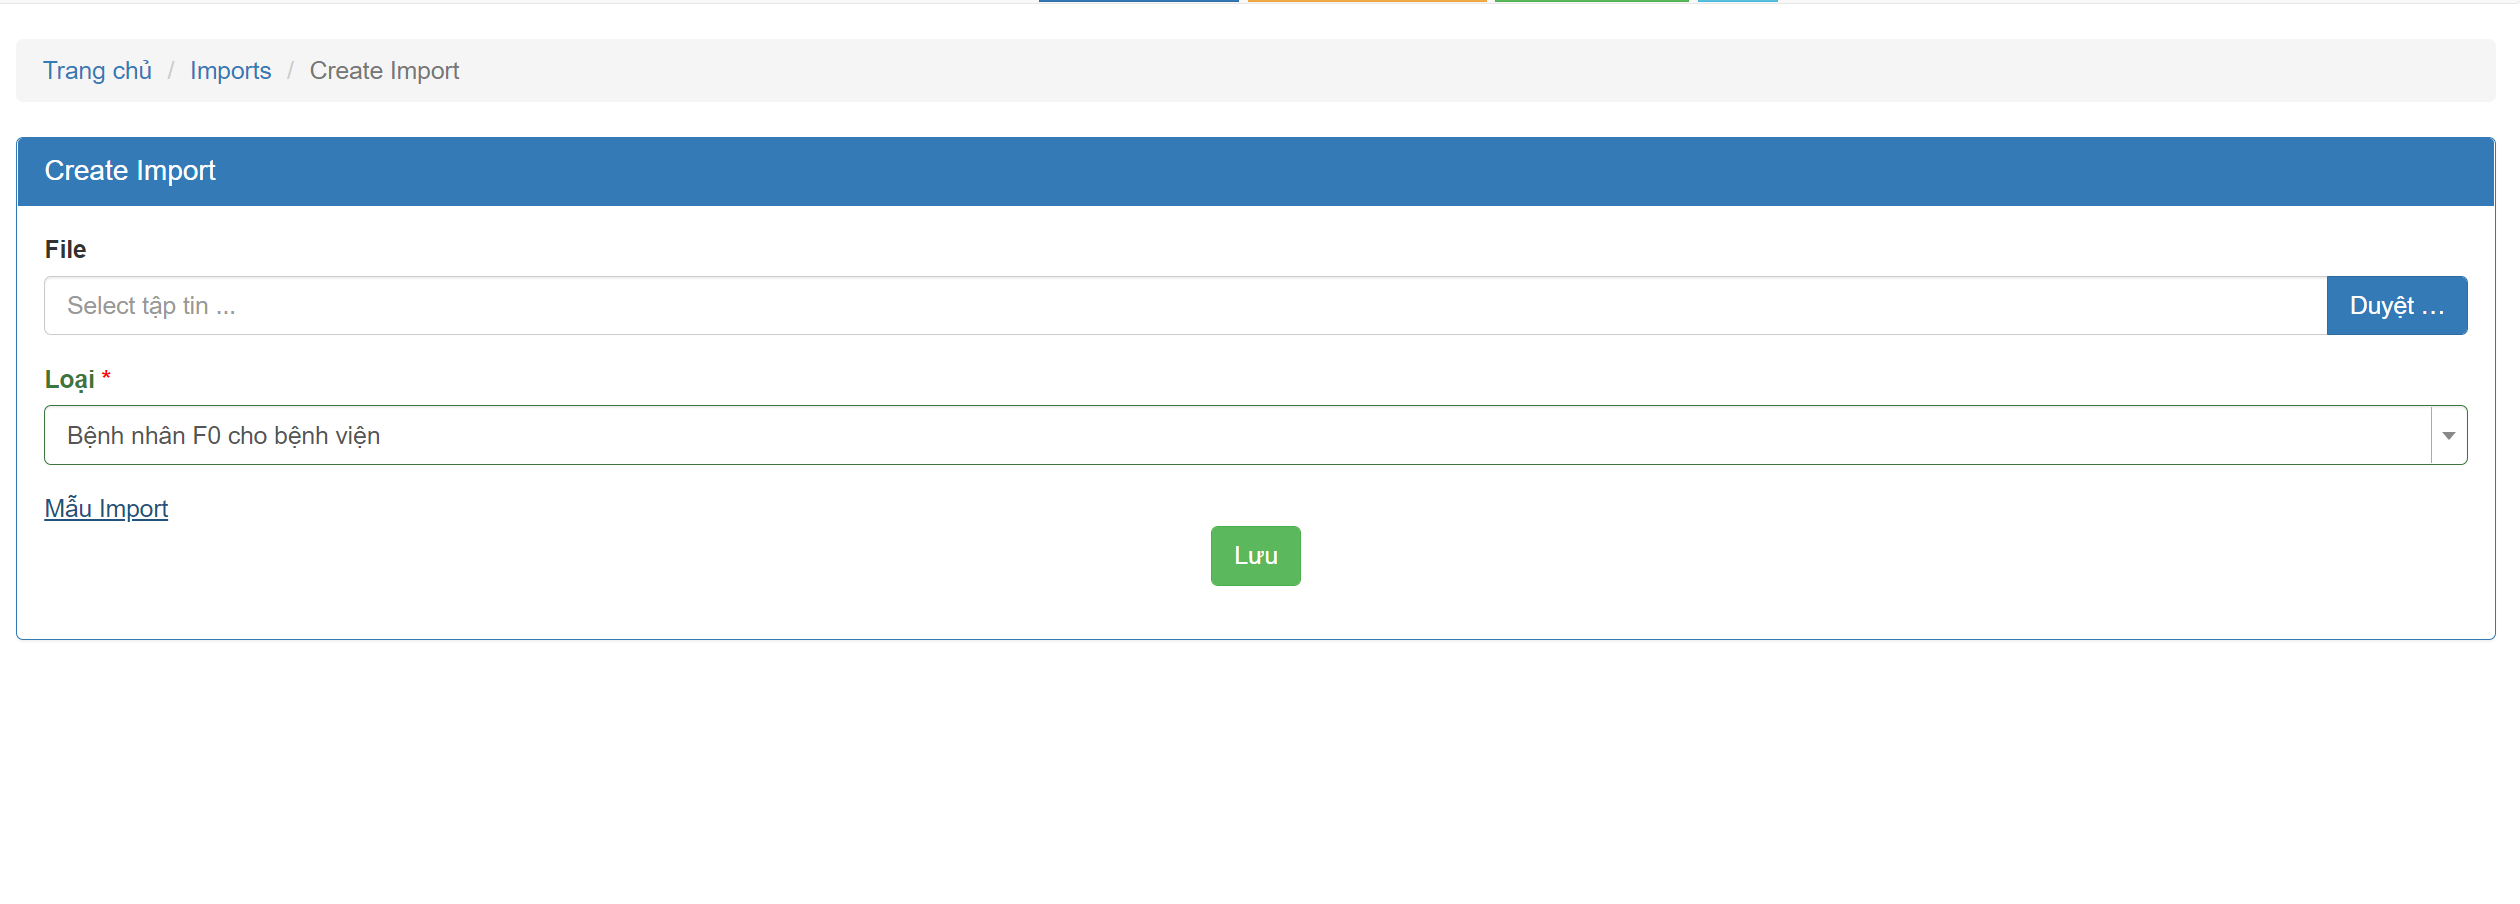 Trang chủ / Imports / Create Import
Create Import
File
Select tập tin ...
Duyệt ...
Loại *
Bệnh nhân F0 cho bệnh viện
Mẫu Import
Lưu